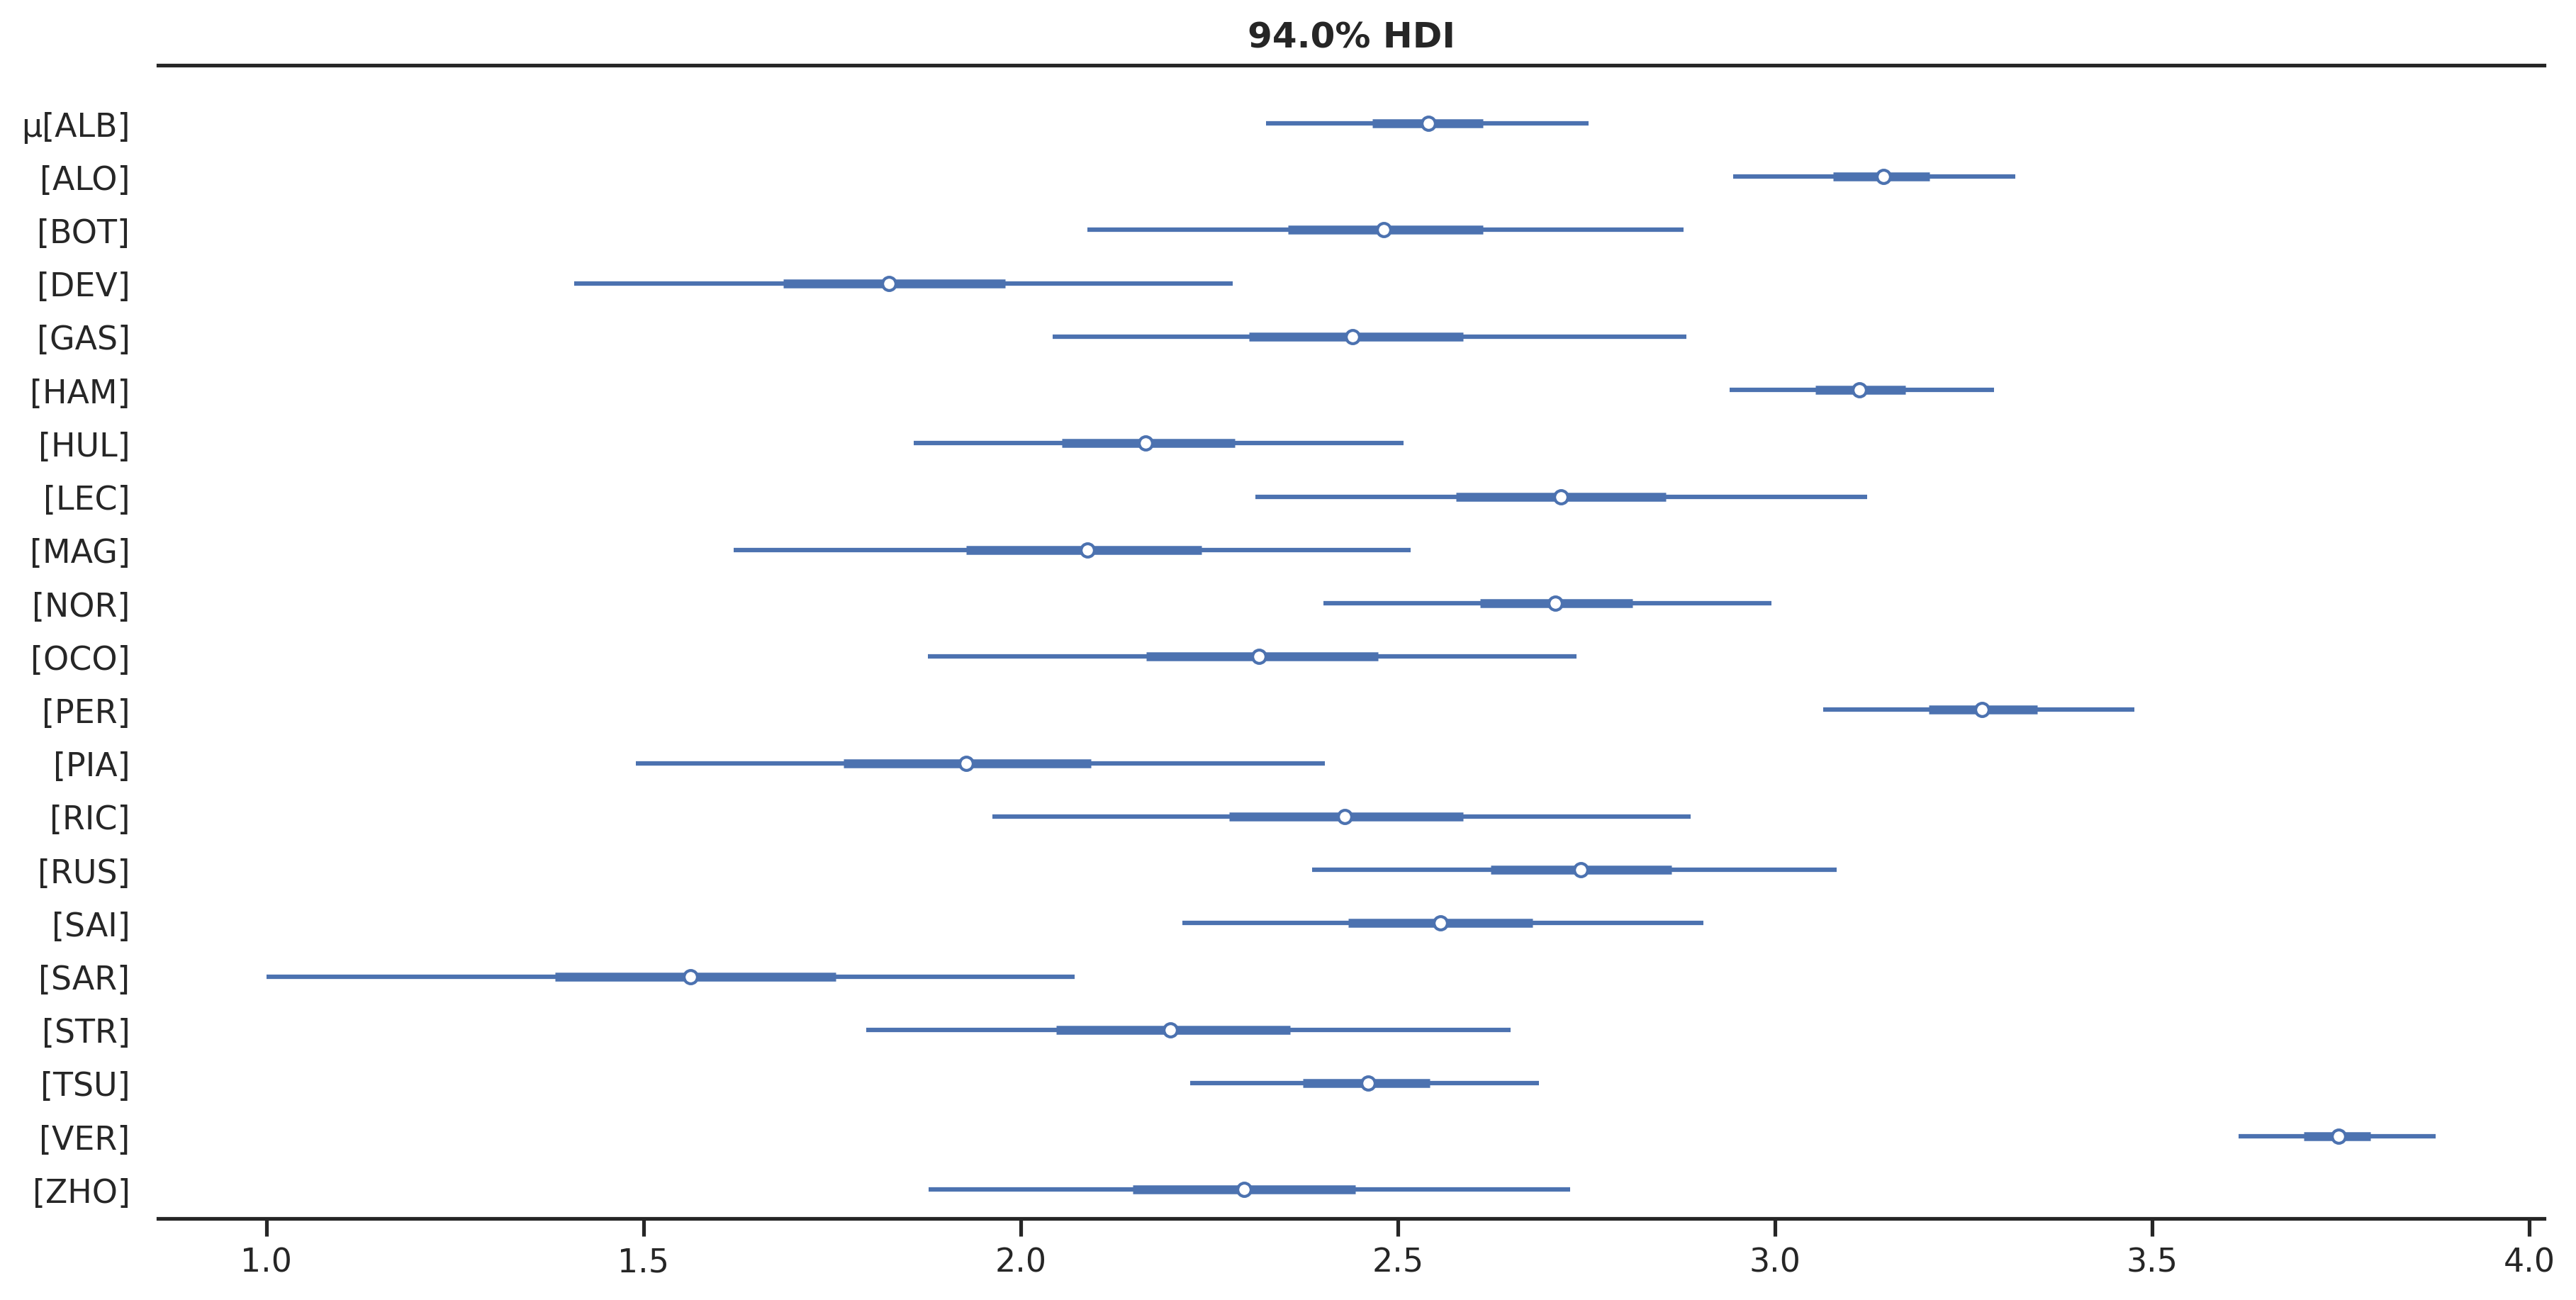 94.0% HDI
μ[ALB]
[ALO]
[BOT]
[DEV]
[GAS]
[HAM]
[HUL]
[LEC]
[MAG]
[NOR]
[OCO]
[PER]
[PIA]
[RIC]
[RUS]
[SAI]
[SAR]
[STR]
[TSU]
[VER]
[ZHO]
1.0 1.5 2.0 2.5 3.0 3.5 4.0